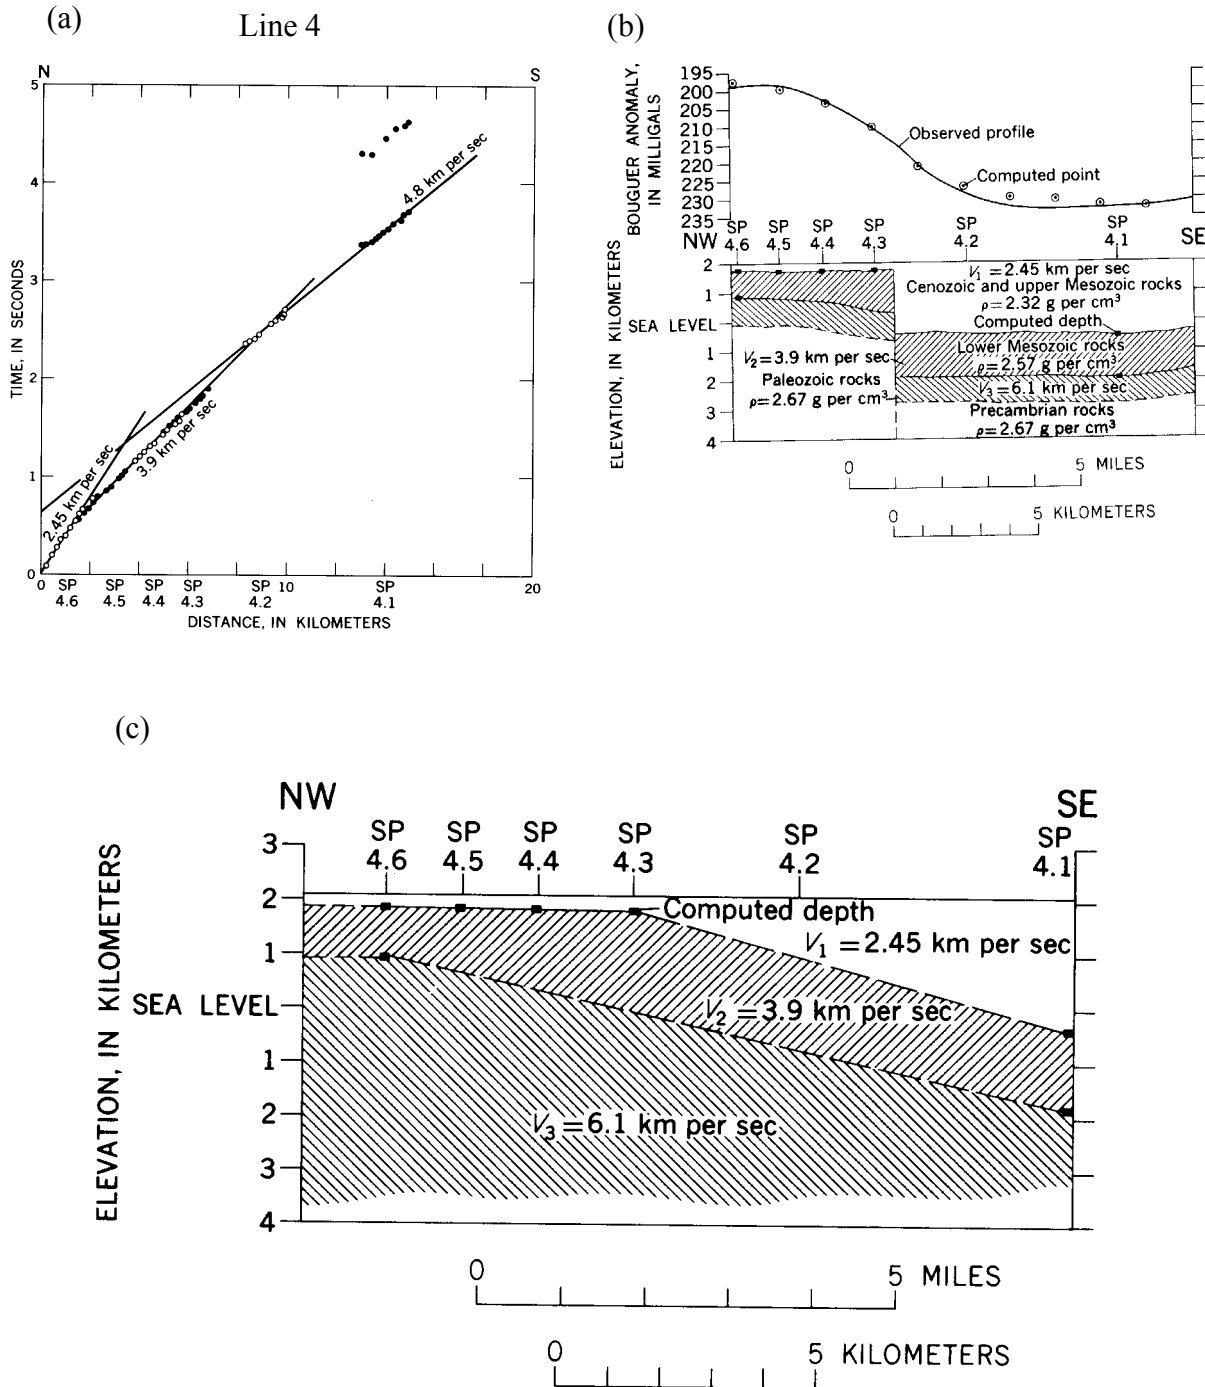 (a)
Line 4
N
S
5
4
3
2
1
0
TIME, IN SECONDS
4.8 km per sec
3.9 km per sec
2.45 km per sec
0
10
20
SP SP SP SP SP SP
4.6 4.5 4.4 4.3 4.2 4.1
DISTANCE, IN KILOMETERS
(b)
BOUGUER ANOMALY,
IN MILLIGALS
195
200
205
210
215
220
225
230
235
Observed profile
Computed point
NW
SE
SP SP SP SP SP SP
4.6 4.5 4.4 4.3 4.2 4.1
ELEVATION, IN KILOMETERS
2
1
SEA LEVEL
1
2
3
4
V1 = 2.45 km per sec
Cenozoic and upper Mesozoic rocks
ρ = 2.32 g per cm³
Computed depth
Lower Mesozoic rocks
ρ = 2.57 g per cm³
V2 = 3.9 km per sec
V3 = 6.1 km per sec
Paleozoic rocks
ρ = 2.67 g per cm³
Precambrian rocks
ρ = 2.67 g per cm³
0 5 MILES
0 5 KILOMETERS
(c)
NW
SE
SP SP SP SP SP SP
4.6 4.5 4.4 4.3 4.2 4.1
ELEVATION, IN KILOMETERS
3
2
1
SEA LEVEL
1
2
3
4
Computed depth
V1 = 2.45 km per sec
V2 = 3.9 km per sec
V3 = 6.1 km per sec
0 5 MILES
0 5 KILOMETERS